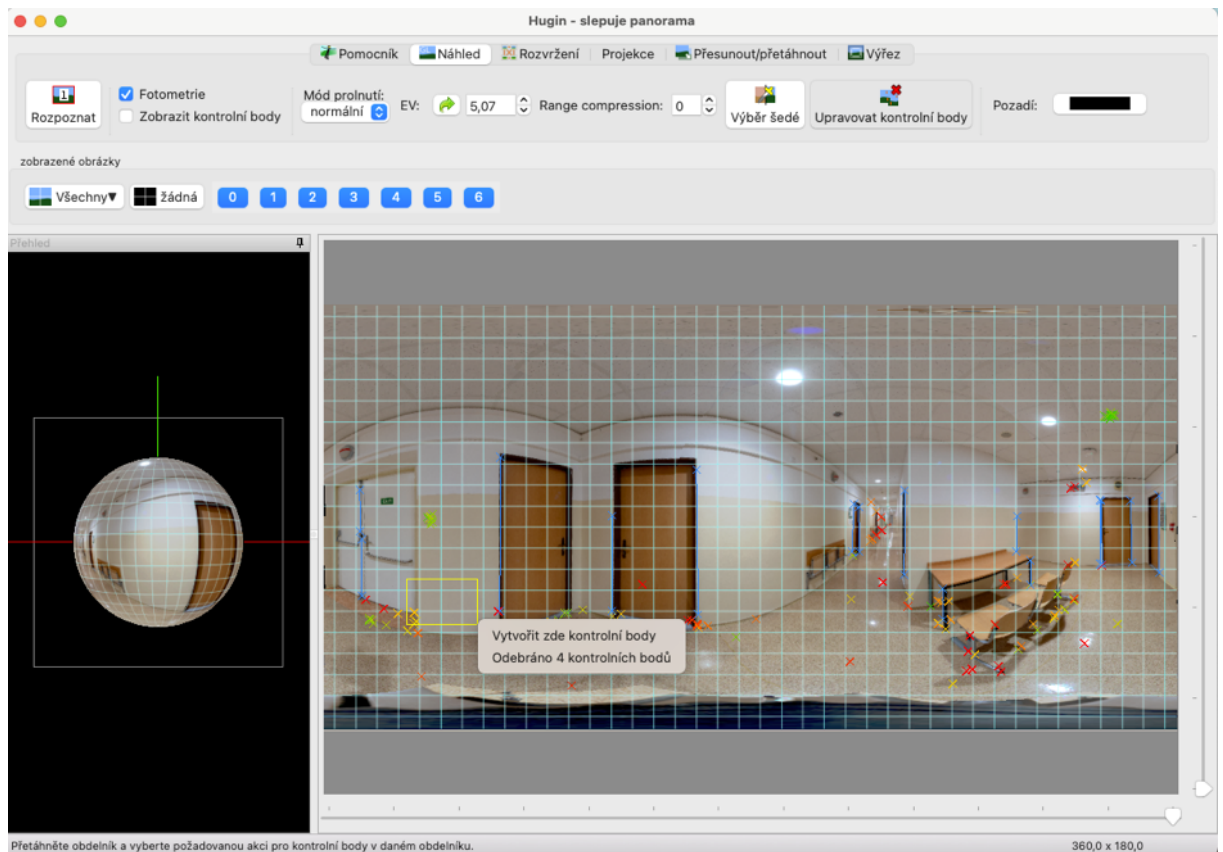 Hugin - slepuje panorama
Pomocník Náhled Rozvržení Projekce Přesunout/přetáhnout Výřez
Rozpoznat
Fotometrie
Zobrazit kontrolní body
Mód prolnutí:
normální
EV: 5,07 Range compression: 0
Výběr šedé
Upravovat kontrolní body
Pozadí:
zobrazené obrázky
Všechny▼ žádná 0 1 2 3 4 5 6
Přehled
Vytvořit zde kontrolní body
Odebráno 4 kontrolních bodů
Přetáhněte obdelník a vyberte požadovanou akci pro kontrolní body v daném obdelníku. 360,0 x 180,0